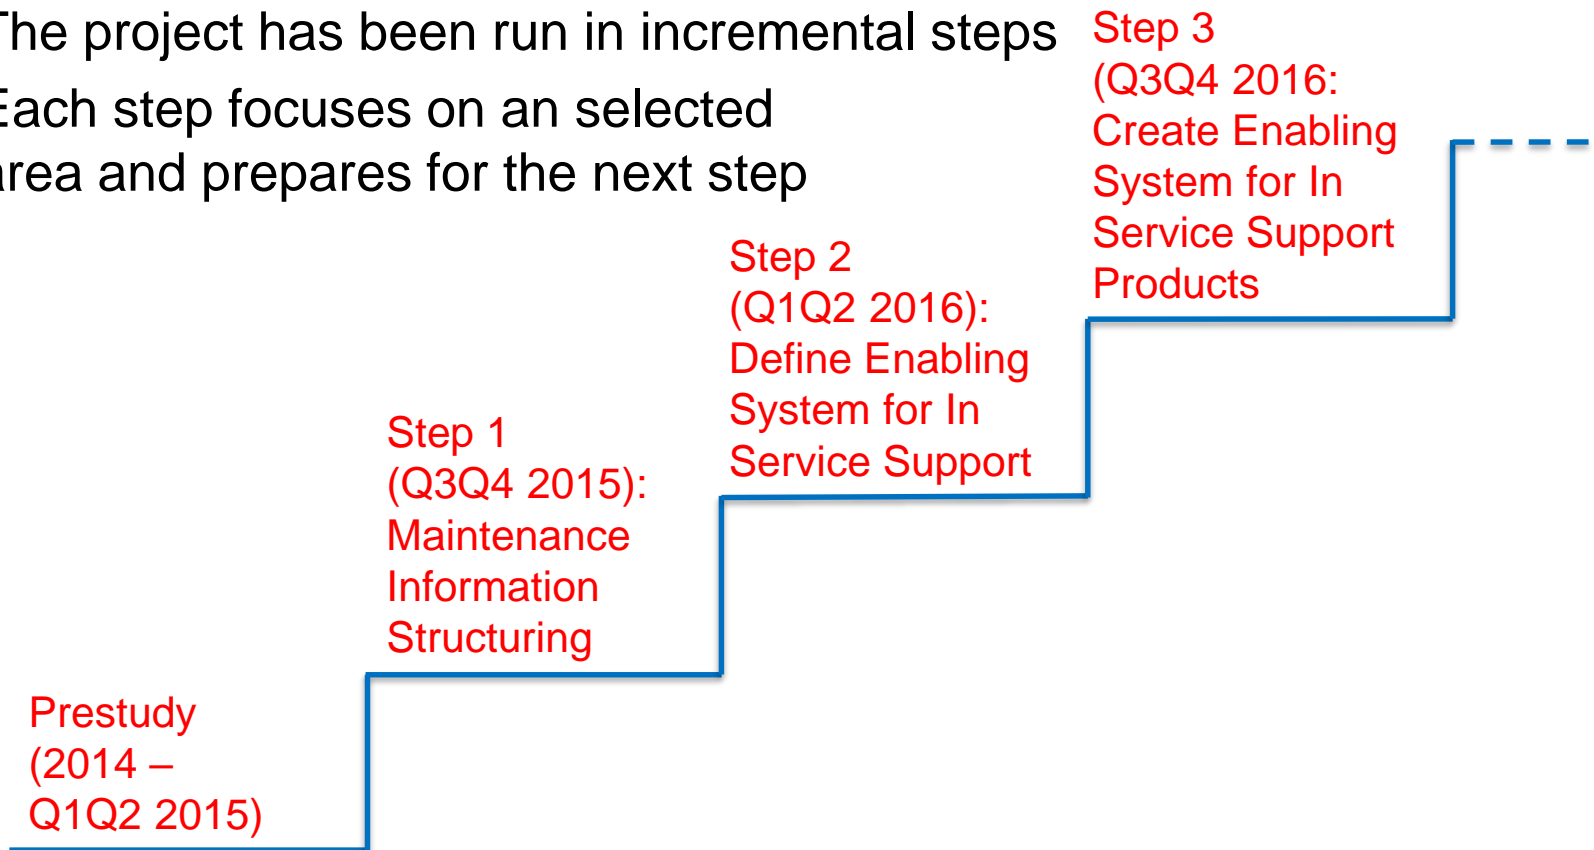 The project has been run in incremental steps
Each step focuses on an selected
area and prepares for the next step
Step 3
(Q3Q4 2016:
Create Enabling
System for In
Service Support
Products
Step 2
(Q1Q2 2016):
Define Enabling
System for In
Service Support
Step 1
(Q3Q4 2015):
Maintenance
Information
Structuring
Prestudy
(2014 –
Q1Q2 2015)